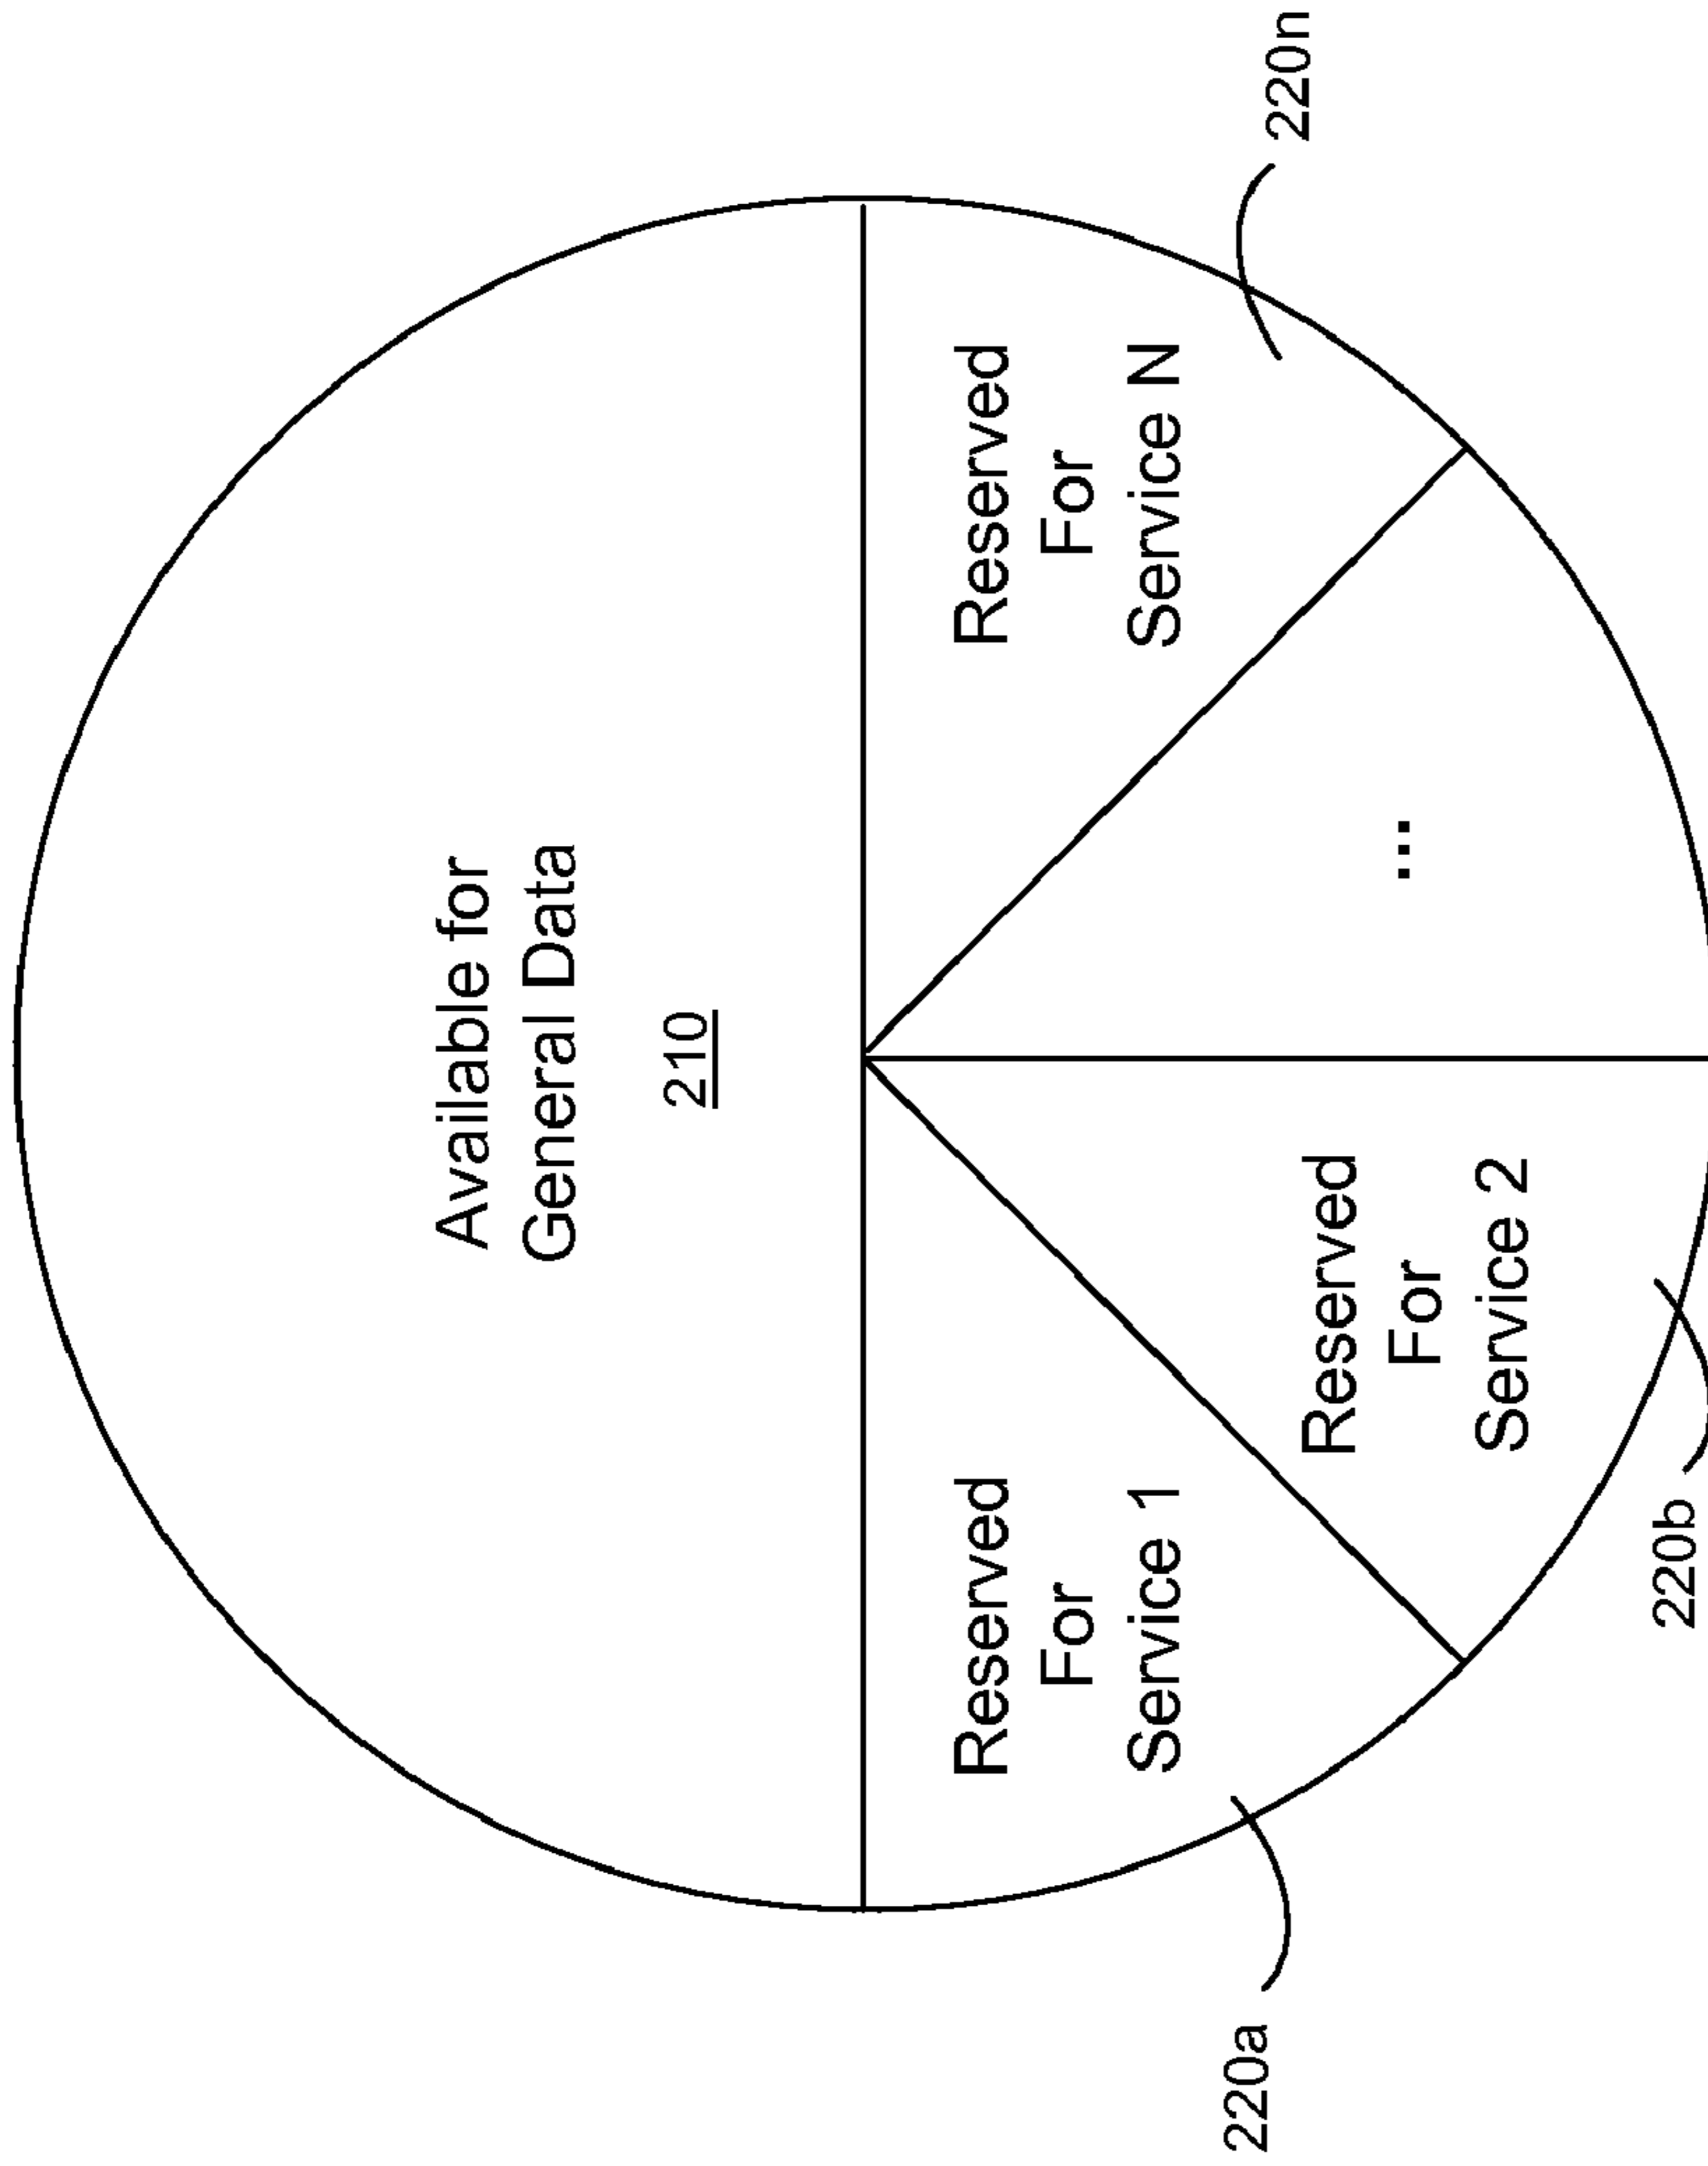 Available for
General Data
210
Reserved
For
Service 1
220a
Reserved
For
Service 2
220b
...
Reserved
For
Service N
220n